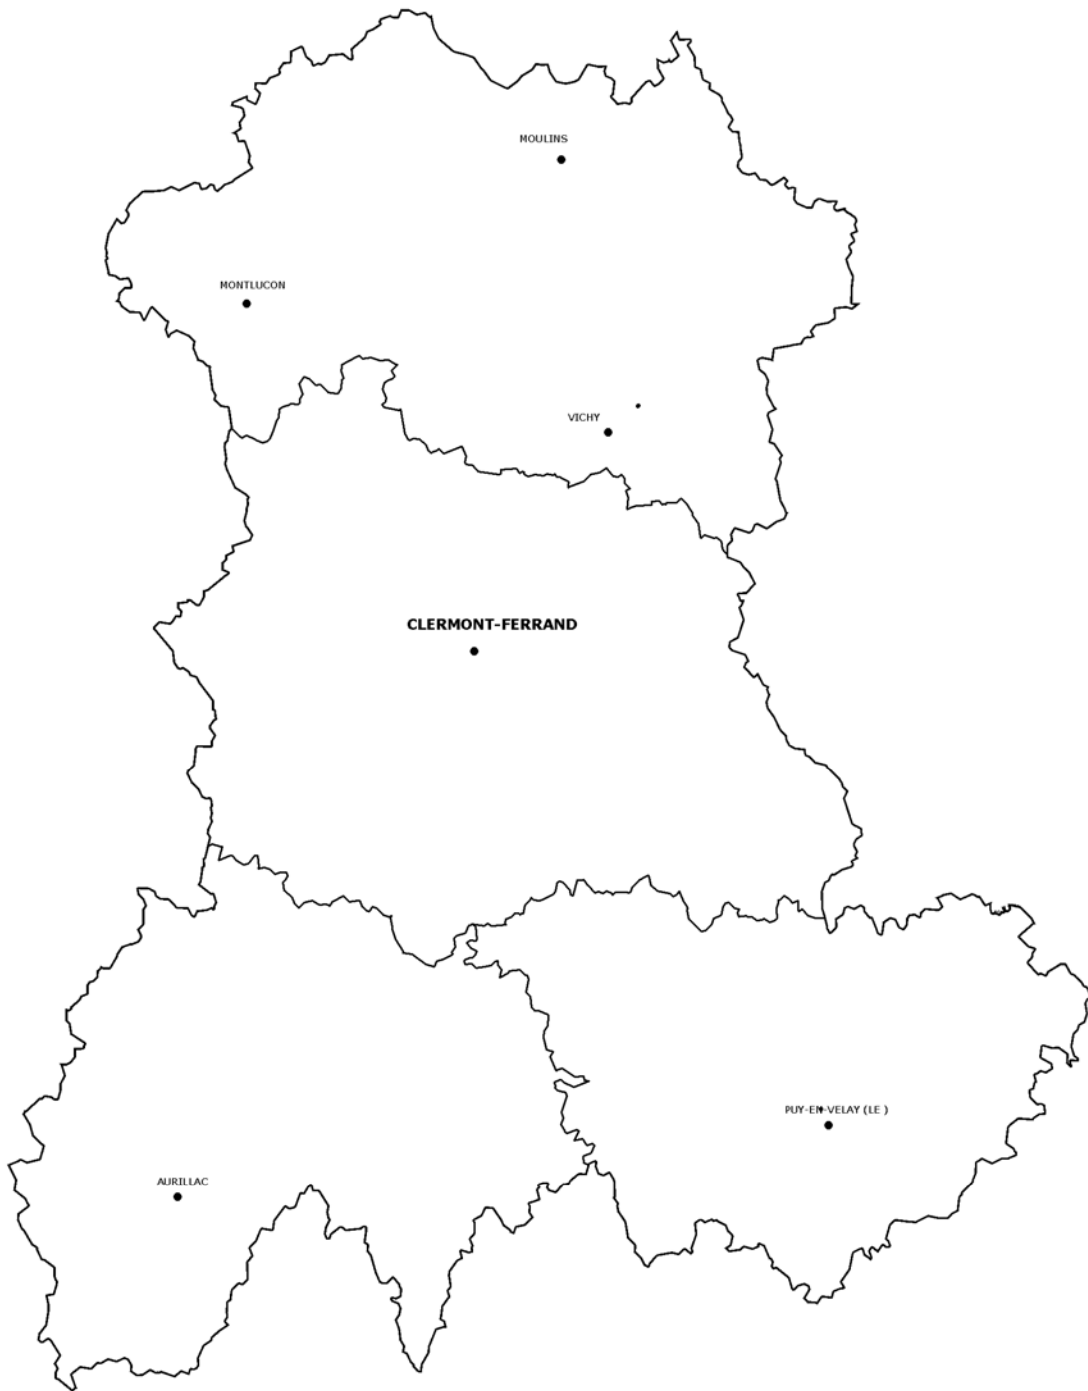 MOULINS
MONTLUCON
VICHY
CLERMONT-FERRAND
PUY-EN-VELAY (LE )
AURILLAC